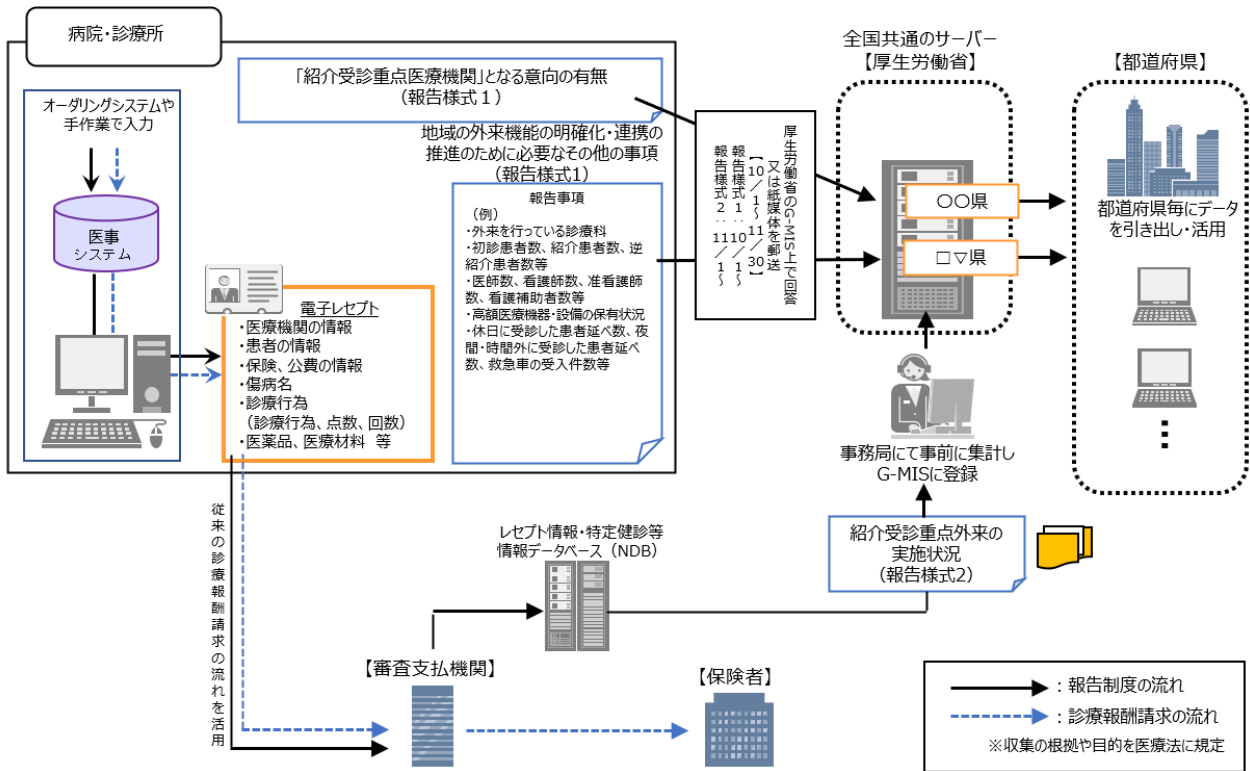 病院・診療所
オーダリングシステムや
手作業で入力
医事
システム
電子レセプト
・医療機関の情報
・患者の情報
・保険、公費の情報
・傷病名
・診療行為
（診療行為、点数、回数）
・医薬品、医療材料　等
「紹介受診重点医療機関」となる意向の有無
（報告様式１）
地域の外来機能の明確化・連携の
推進のために必要なその他の事項
（報告様式1）
報告事項
（例）
・外来を行っている診療科
・初診患者数、紹介患者数、逆
紹介患者数等
・医師数、看護師数、准看護師
数、看護補助者数等
・高額医療機器・設備の保有状況
・休日に受診した患者延べ数、夜
間・時間外に受診した患者延べ
数、救急車の受入件数等
厚生労働省のG-MIS上で回答
又は紙媒体を郵送
【10／1～11／30】
報告様式１：10／1～
報告様式２：11／1～
全国共通のサーバー
【厚生労働省】
○○県
□▽県
【都道府県】
都道府県毎にデータ
を引き出し・活用
事務局にて事前に集計し
G-MISに登録
紹介受診重点外来の
実施状況
（報告様式2）
レセプト情報・特定健診等
情報データベース（NDB）
従来の診療報酬請求の流れを活用
【審査支払機関】
【保険者】
：報告制度の流れ
：診療報酬請求の流れ
※収集の根拠や目的を医療法に規定